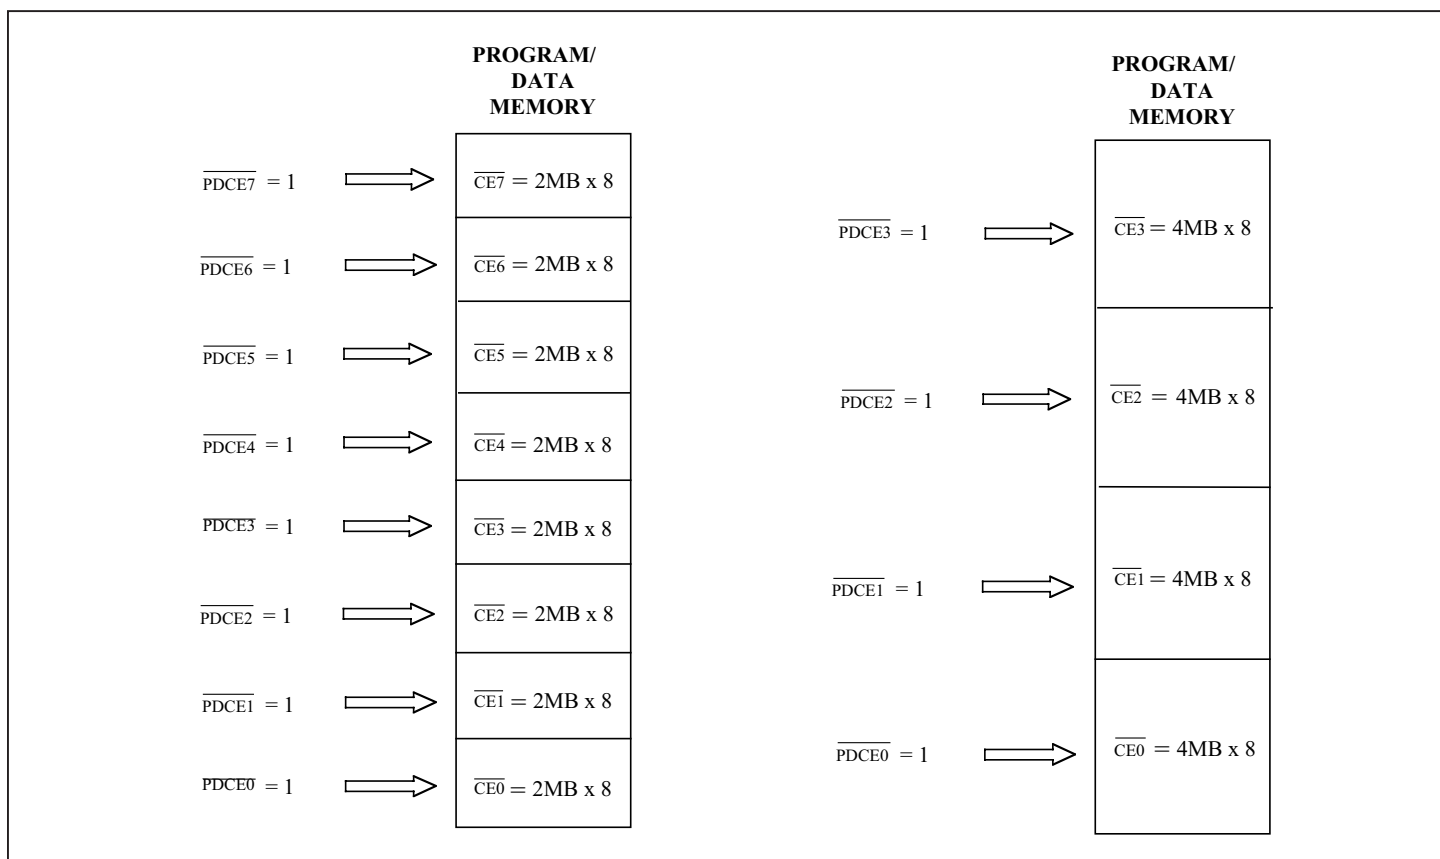 PROGRAM/
DATA
MEMORY
PDCE7 = 1
CE7 = 2MB x 8
PDCE6 = 1
CE6 = 2MB x 8
PDCE5 = 1
CE5 = 2MB x 8
PDCE4 = 1
CE4 = 2MB x 8
PDCE3 = 1
CE3 = 2MB x 8
PDCE2 = 1
CE2 = 2MB x 8
PDCE1 = 1
CE1 = 2MB x 8
PDCE0 = 1
CE0 = 2MB x 8
PROGRAM/
DATA
MEMORY
PDCE3 = 1
CE3 = 4MB x 8
PDCE2 = 1
CE2 = 4MB x 8
PDCE1 = 1
CE1 = 4MB x 8
PDCE0 = 1
CE0 = 4MB x 8